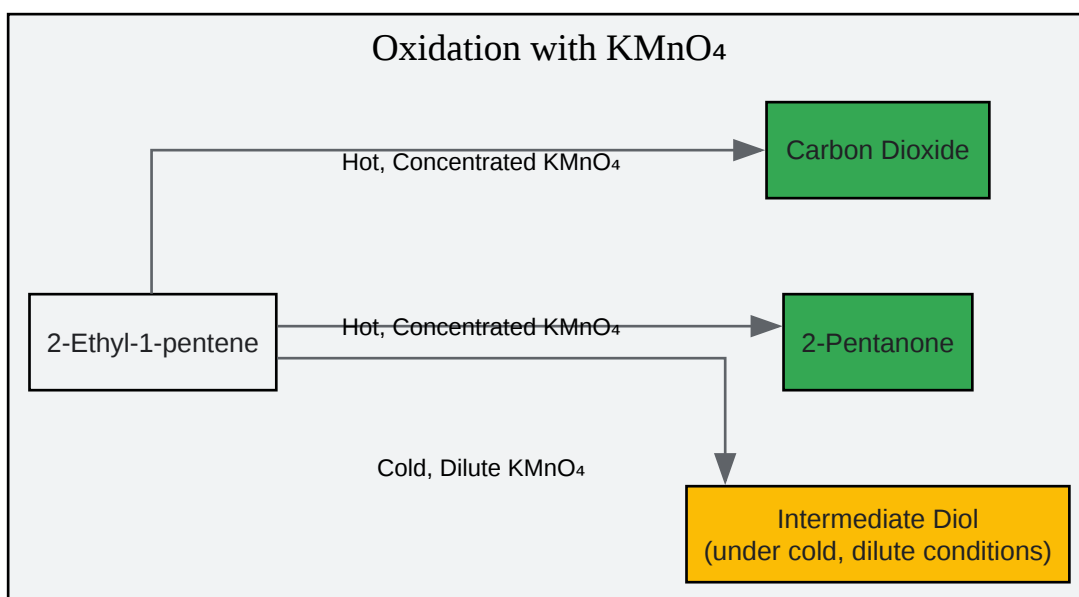 Oxidation with KMnO₄
Carbon Dioxide
Hot, Concentrated KMnO₄
2-Ethyl-1-pentene
Hot, Concentrated KMnO₄
2-Pentanone
Cold, Dilute KMnO₄
Intermediate Diol
(under cold, dilute conditions)